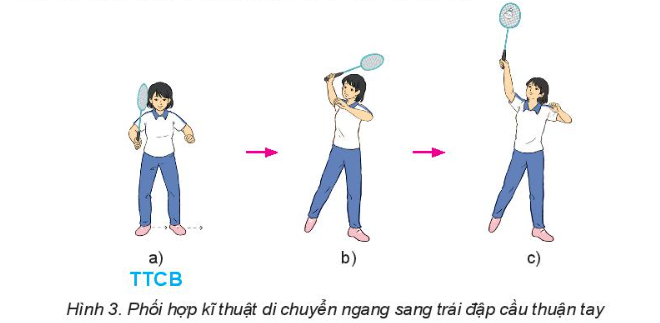 a)
b)
c)
TTCB
Hình 3. Phối hợp kĩ thuật di chuyển ngang sang trái đập cầu thuận tay